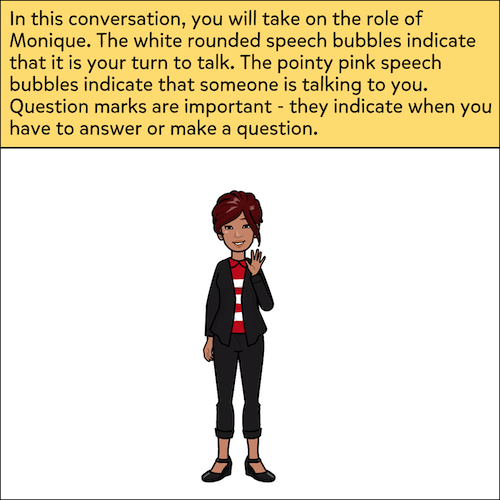 In this conversation, you will take on the role of
Monique. The white rounded speech bubbles indicate
that it is your turn to talk. The pointy pink speech
bubbles indicate that someone is talking to you.
Question marks are important - they indicate when you
have to answer or make a question.